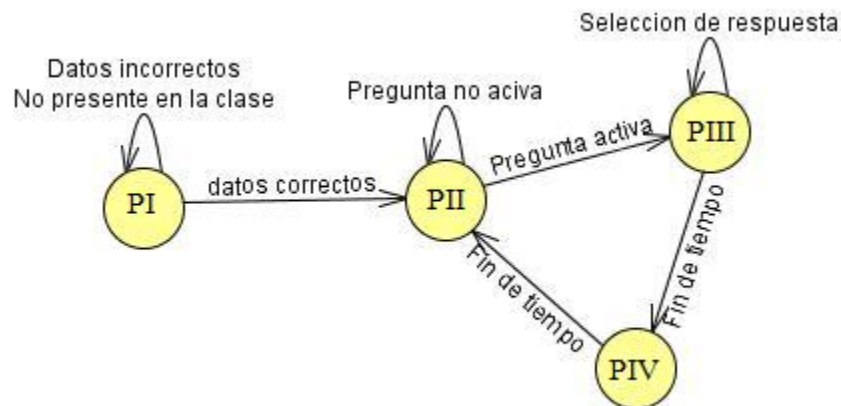 Seleccion de respuesta
Datos incorrectos
No presente en la clase
Pregunta no aciva
PIII
Pregunta activa
datos correctos
PI
PII
Fin de tiempo
Fin de tiempo
PIV